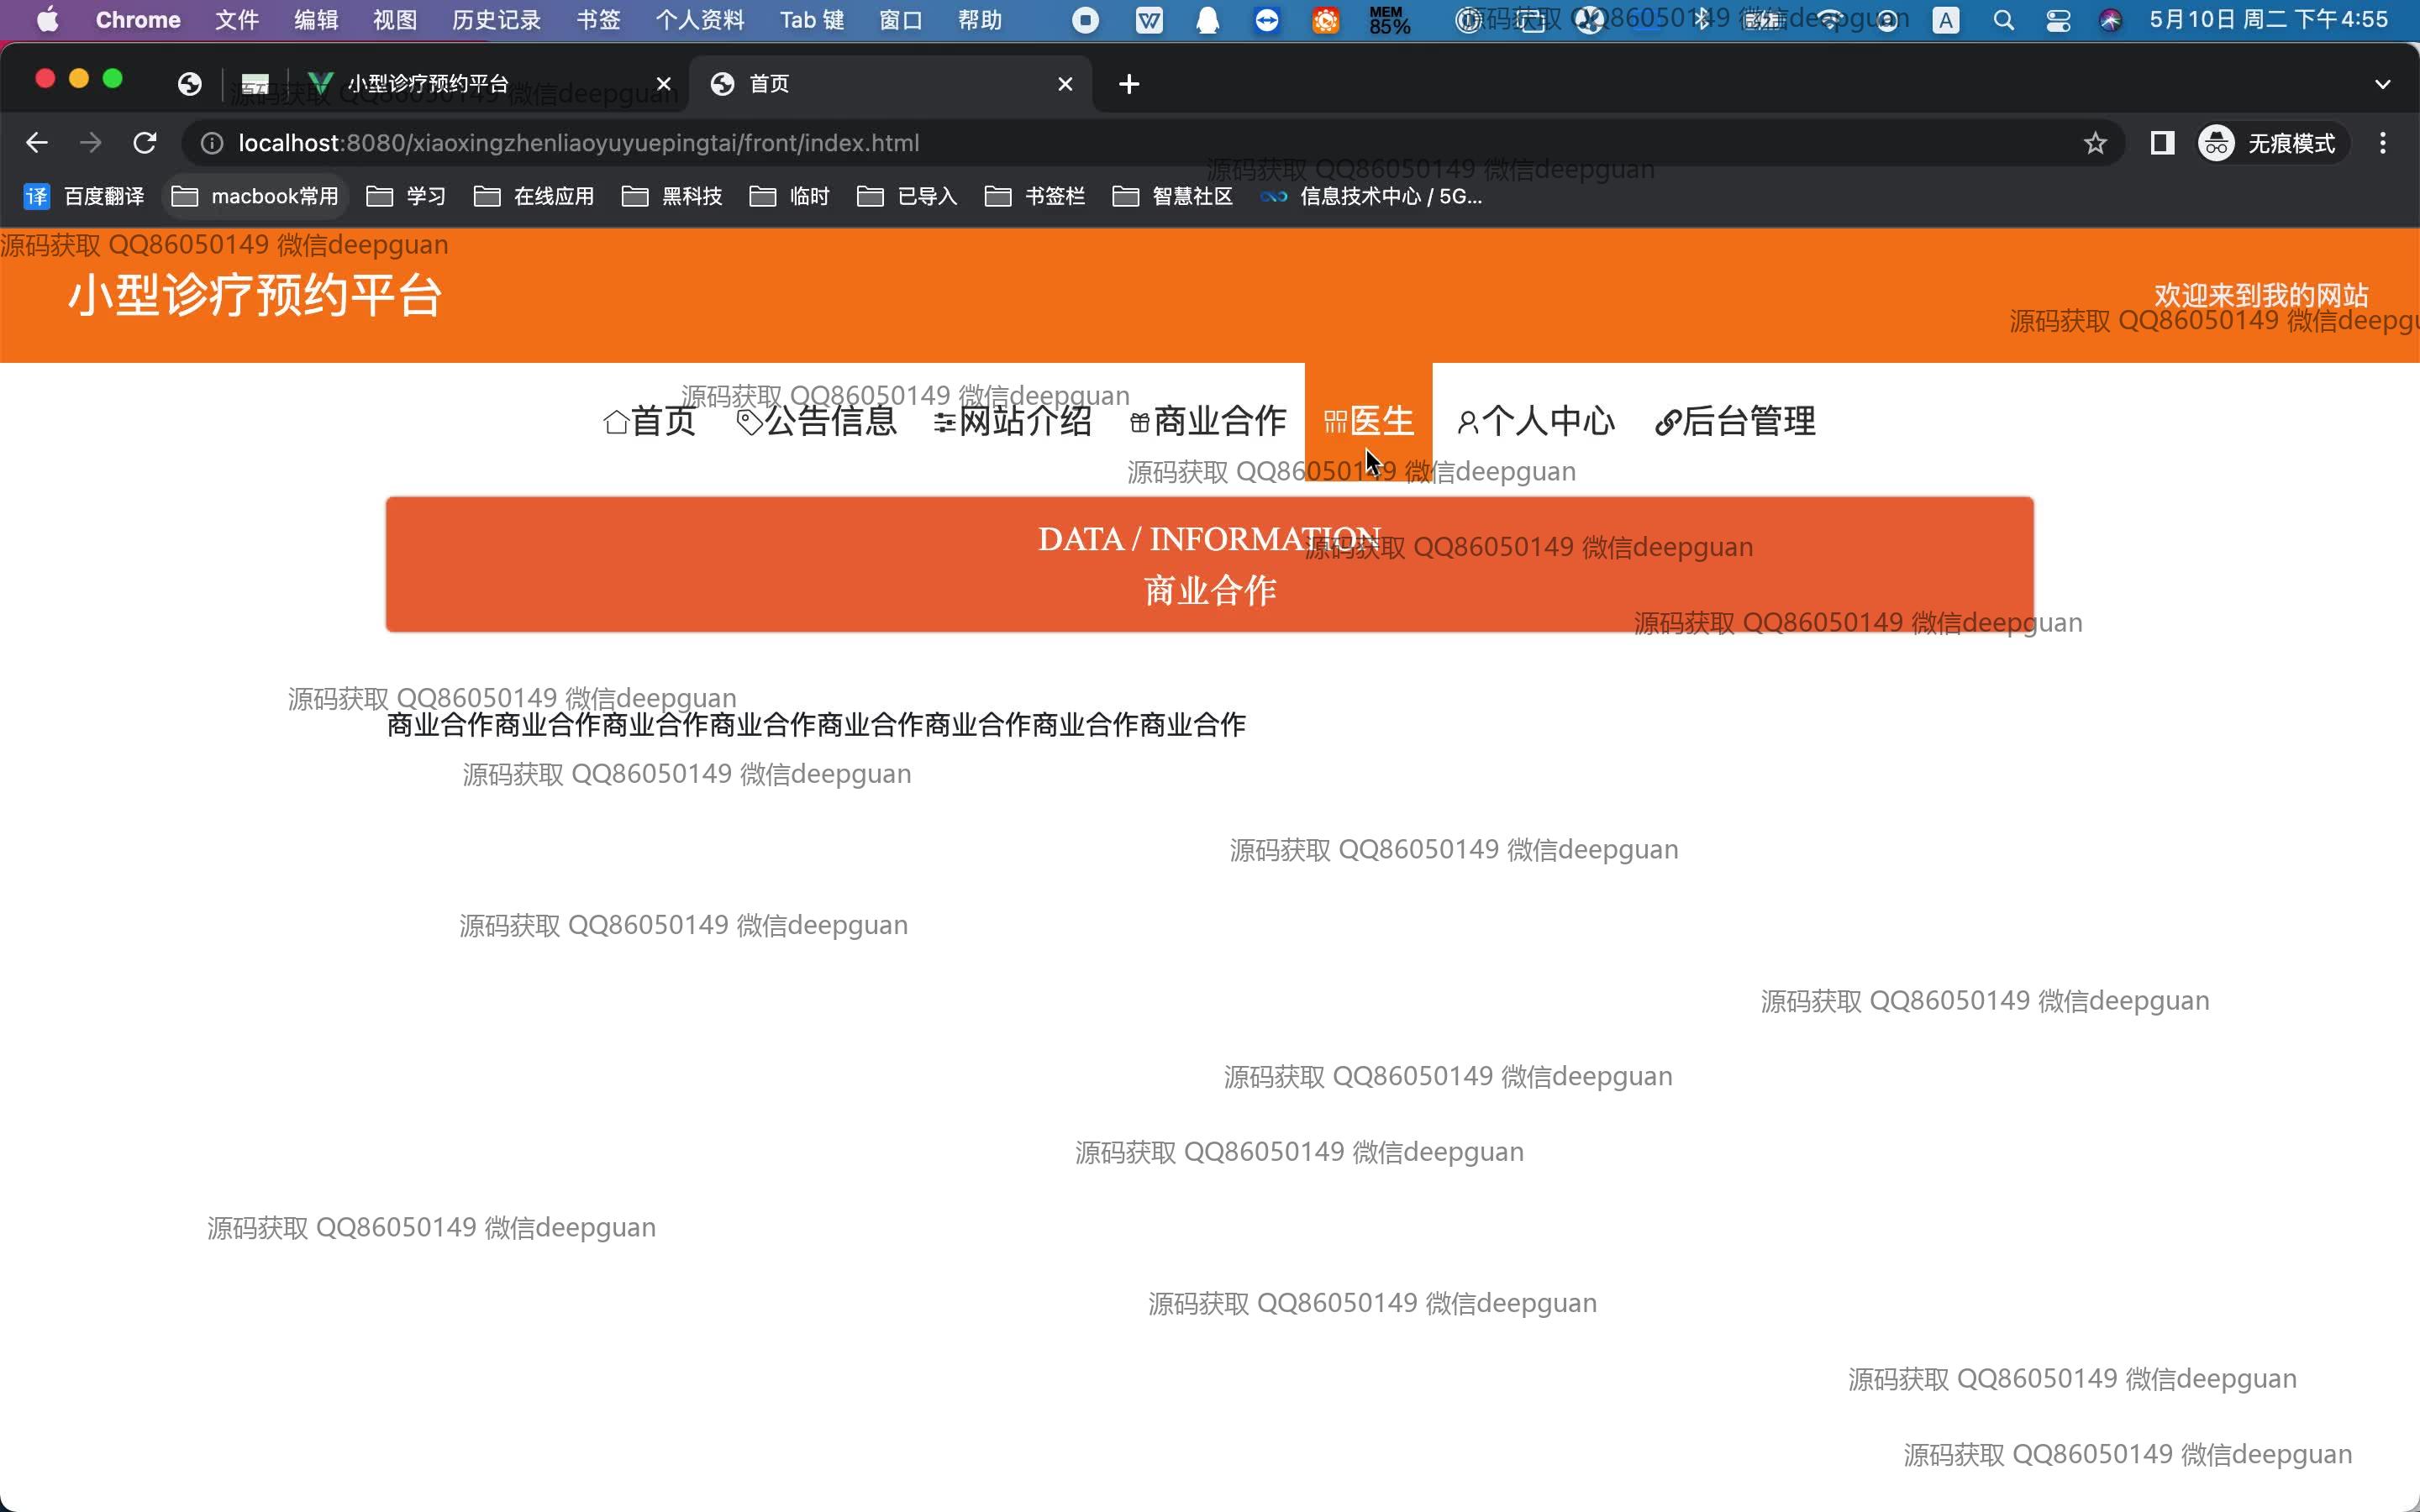 Chrome 文件 编辑 视图 历史记录 书签 个人资料 Tab 键 窗口 帮助 MEM 85% 源码获取 QQ86050149 微信deepguan A 5月10日 周二 下午4:55
小型诊疗预约平台 首页
源码获取 QQ86050149 微信deepguan
localhost:8080/xiaoxingzhenliaoyuyuepingtai/front/index.html 无痕模式
源码获取 QQ86050149 微信deepguan
译 百度翻译 macbook常用 学习 在线应用 黑科技 临时 已导入 书签栏 智慧社区 信息技术中心 / 5G...
源码获取 QQ86050149 微信deepguan
小型诊疗预约平台 欢迎来到我的网站
源码获取 QQ86050149 微信deepgu
源码获取 QQ86050149 微信deepguan
首页 公告信息 网站介绍 商业合作 医生 个人中心 后台管理
源码获取 QQ86050149 微信deepguan
DATA / INFORMATION
源码获取 QQ86050149 微信deepguan
商业合作
源码获取 QQ86050149 微信deepguan
源码获取 QQ86050149 微信deepguan
商业合作商业合作商业合作商业合作商业合作商业合作商业合作商业合作
源码获取 QQ86050149 微信deepguan
源码获取 QQ86050149 微信deepguan
源码获取 QQ86050149 微信deepguan
源码获取 QQ86050149 微信deepguan
源码获取 QQ86050149 微信deepguan
源码获取 QQ86050149 微信deepguan
源码获取 QQ86050149 微信deepguan
源码获取 QQ86050149 微信deepguan
源码获取 QQ86050149 微信deepguan
源码获取 QQ86050149 微信deepguan